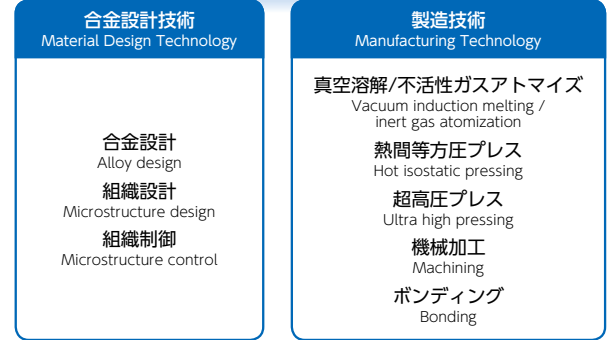 合金設計技術
Material Design Technology
合金設計
Alloy design
組織設計
Microstructure design
組織制御
Microstructure control
製造技術
Manufacturing Technology
真空溶解/不活性ガスアトマイズ
Vacuum induction melting /
inert gas atomization
熱間等方圧プレス
Hot isostatic pressing
超高圧プレス
Ultra high pressing
機械加工
Machining
ボンディング
Bonding